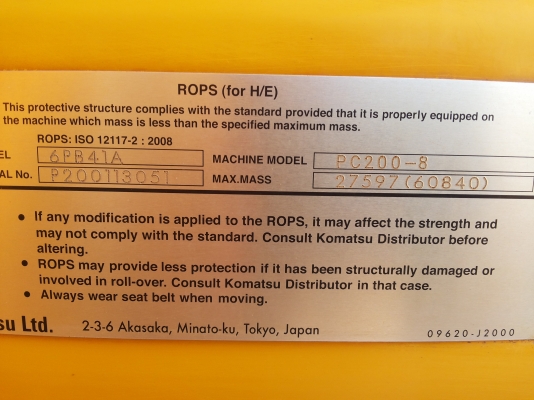 ROPS (for H/E)
This protective structure complies with the standard provided that it is properly equipped on
the machine which mass is less than the specified maximum mass.
ROPS: ISO 12117-2 : 2008
EL 6PB41A MACHINE MODEL PC200-8
AL No. P200113051 MAX.MASS 27597(60840)
● If any modification is applied to the ROPS, it may affect the strength and
may not comply with the standard. Consult Komatsu Distributor before
altering.
● ROPS may provide less protection if it has been structurally damaged or
involved in roll-over. Consult Komatsu Distributor in that case.
● Always wear seat belt when moving.
su Ltd. 2-3-6 Akasaka, Minato-ku, Tokyo, Japan
09620-J2000